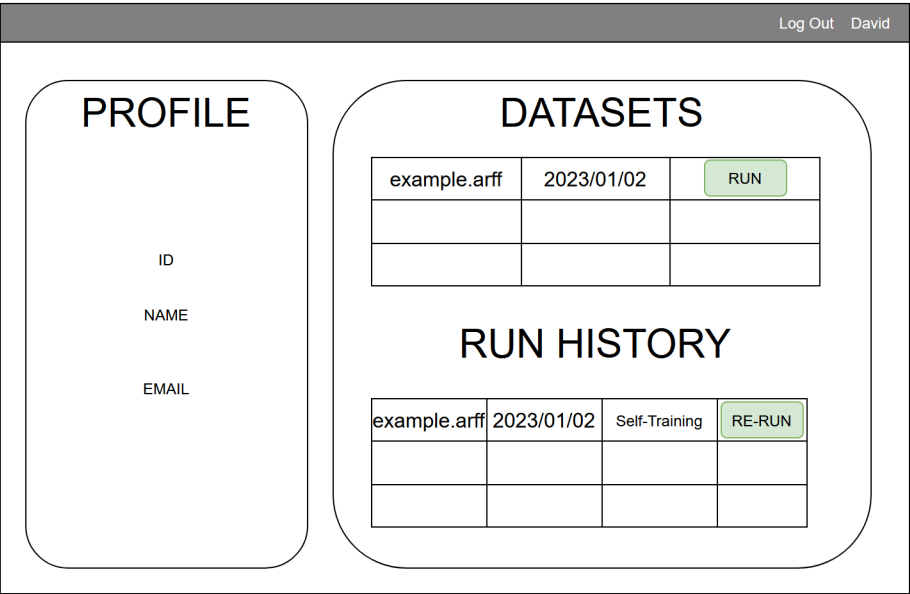 Log Out David
PROFILE
ID
NAME
EMAIL
DATASETS
example.arff 2023/01/02 RUN
RUN HISTORY
example.arff 2023/01/02 Self-Training RE-RUN